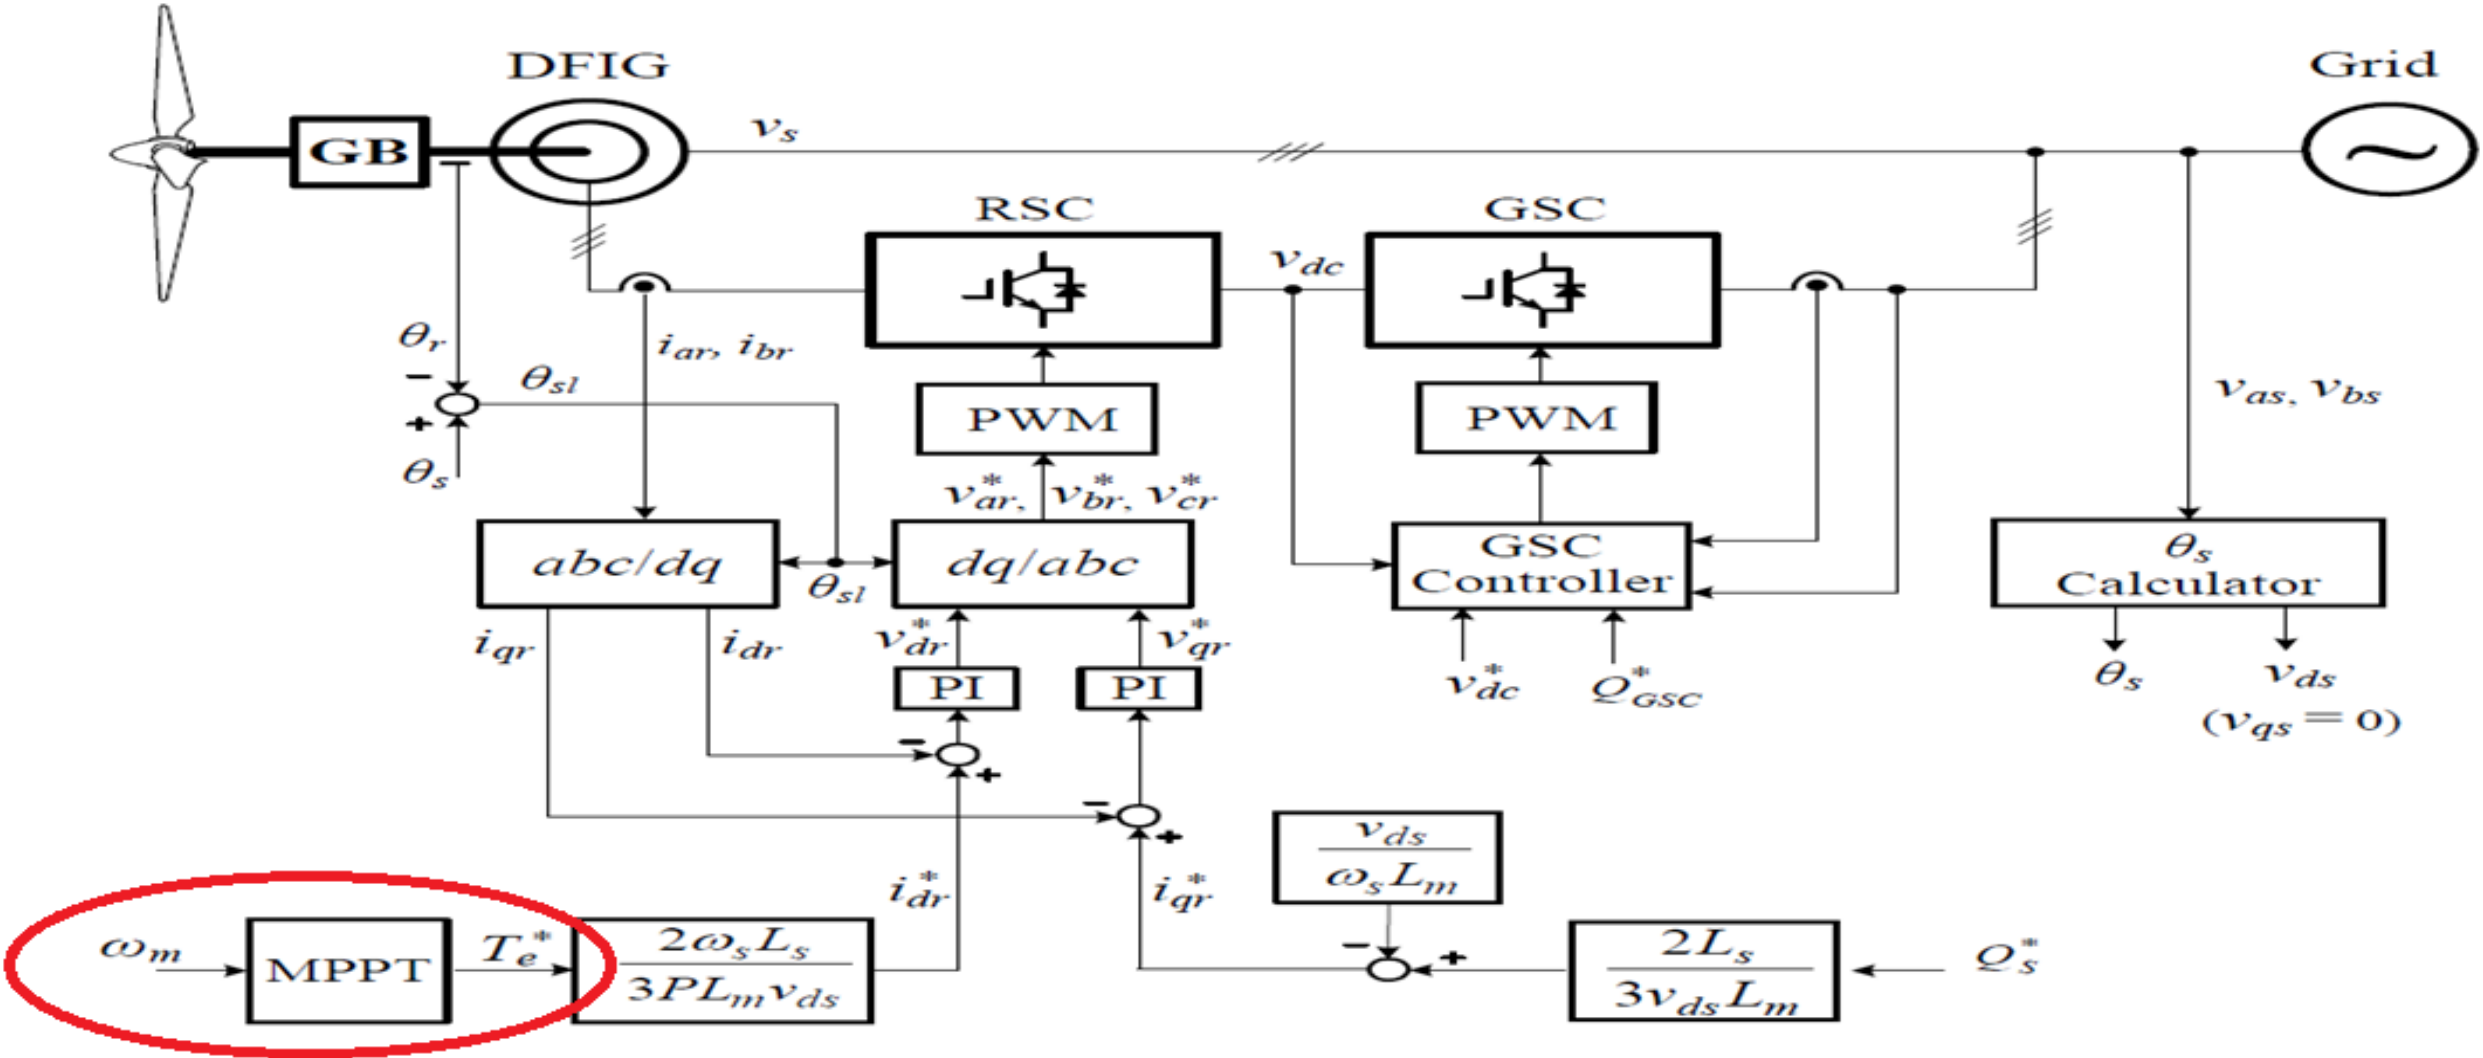 DFIG
Grid
GB
v_s
RSC
GSC
v_dc
θ_r
i_ar, i_br
−
θ_sl
+
θ_s
PWM
PWM
v_as, v_bs
v*_ar, v*_br, v*_cr
abc/dq
θ_sl
dq/abc
GSC
Controller
θ_s
Calculator
i_qr
i_dr
v*_dr
v*_qr
PI
PI
v*_dc
Q*_GSC
θ_s
v_ds
(v_qs = 0)
−
+
−
+
i*_dr
i*_qr
v_ds
ω_s L_m
−
+
ω_m
MPPT
T*_e
2ω_s L_s
3PL_m v_ds
2L_s
3v_ds L_m
Q*_s